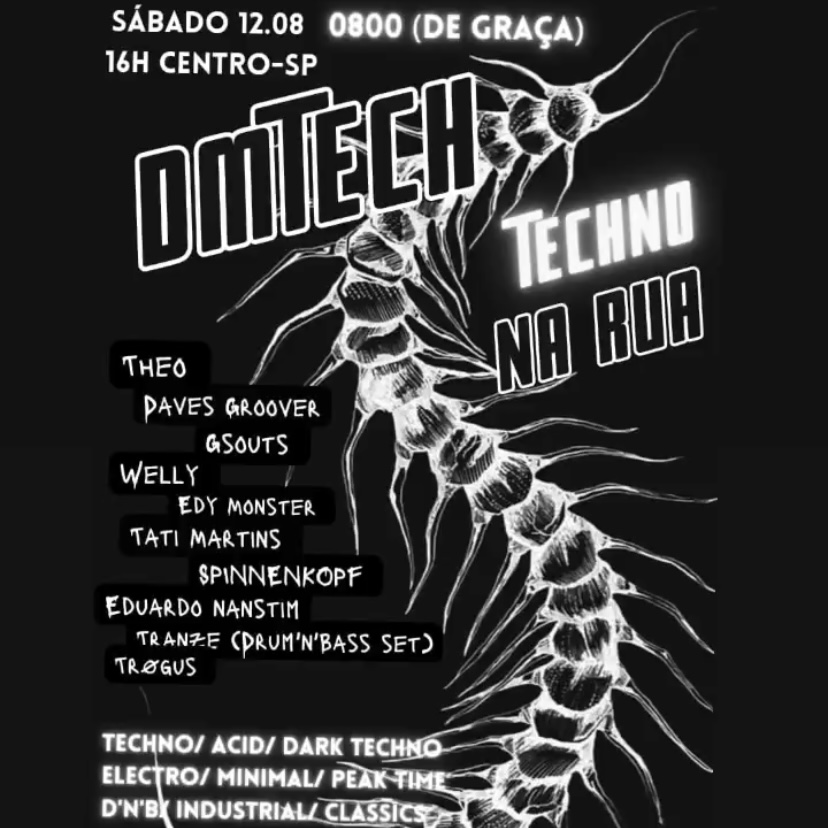 SÁBADO 12.08 0800 (DE GRAÇA)
16H CENTRO-SP
DMTECH
TECHNO
NA RUA
THEO
DAVES GROOVER
GSOUTS
WELLY
EDY MONSTER
TATI MARTINS
SPINNENKOPF
EDUARDO NANSTIM
TRANZE (DRUM'N'BASS SET)
TRØGUS
TECHNO/ ACID/ DARK TECHNO
ELECTRO/ MINIMAL/ PEAK TIME
D'N'B/ INDUSTRIAL/ CLASSICS